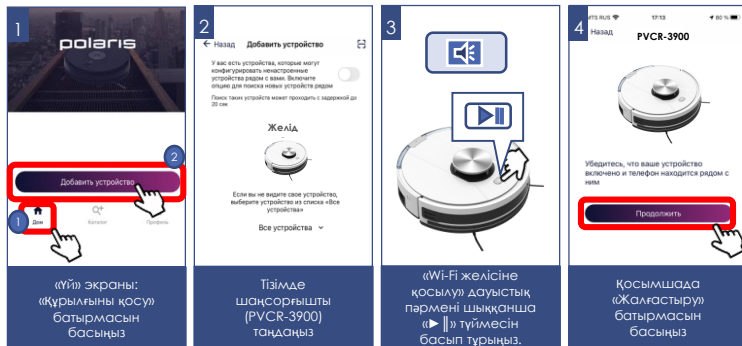 1
polaris
2
Добавить устройство
1
Дом
Каталог
Профиль
«Үй» экраны:
«Құрылғыны қосу»
батырмасын
басыңыз
2
← Назад Добавить устройство
У вас есть устройства, которые могут
конфигурировать ненастроенные
устройства рядом с вами. Включите
опцию для поиска новых устройств рядом
Поиск таких устройств может проходить с задержкой до
20 сек
Желід
Если вы не видите свое устройство,
выберите устройство из списка «Все
устройства»
Все устройства
Тізімде
шаңсорғышты
(PVCR-3900)
таңдаңыз
3
«Wi-Fi желісіне
қосылу» дауыстық
пәрмені шыққанша
«►║» түймесін
басып тұрыңыз.
4
MTS RUS 17:13 80 %
Назад
PVCR-3900
Убедитесь, что ваше устройство
включено и телефон находится рядом с
ним
Продолжить
Қосымшада
«Жалғастыру»
батырмасын
басыңыз